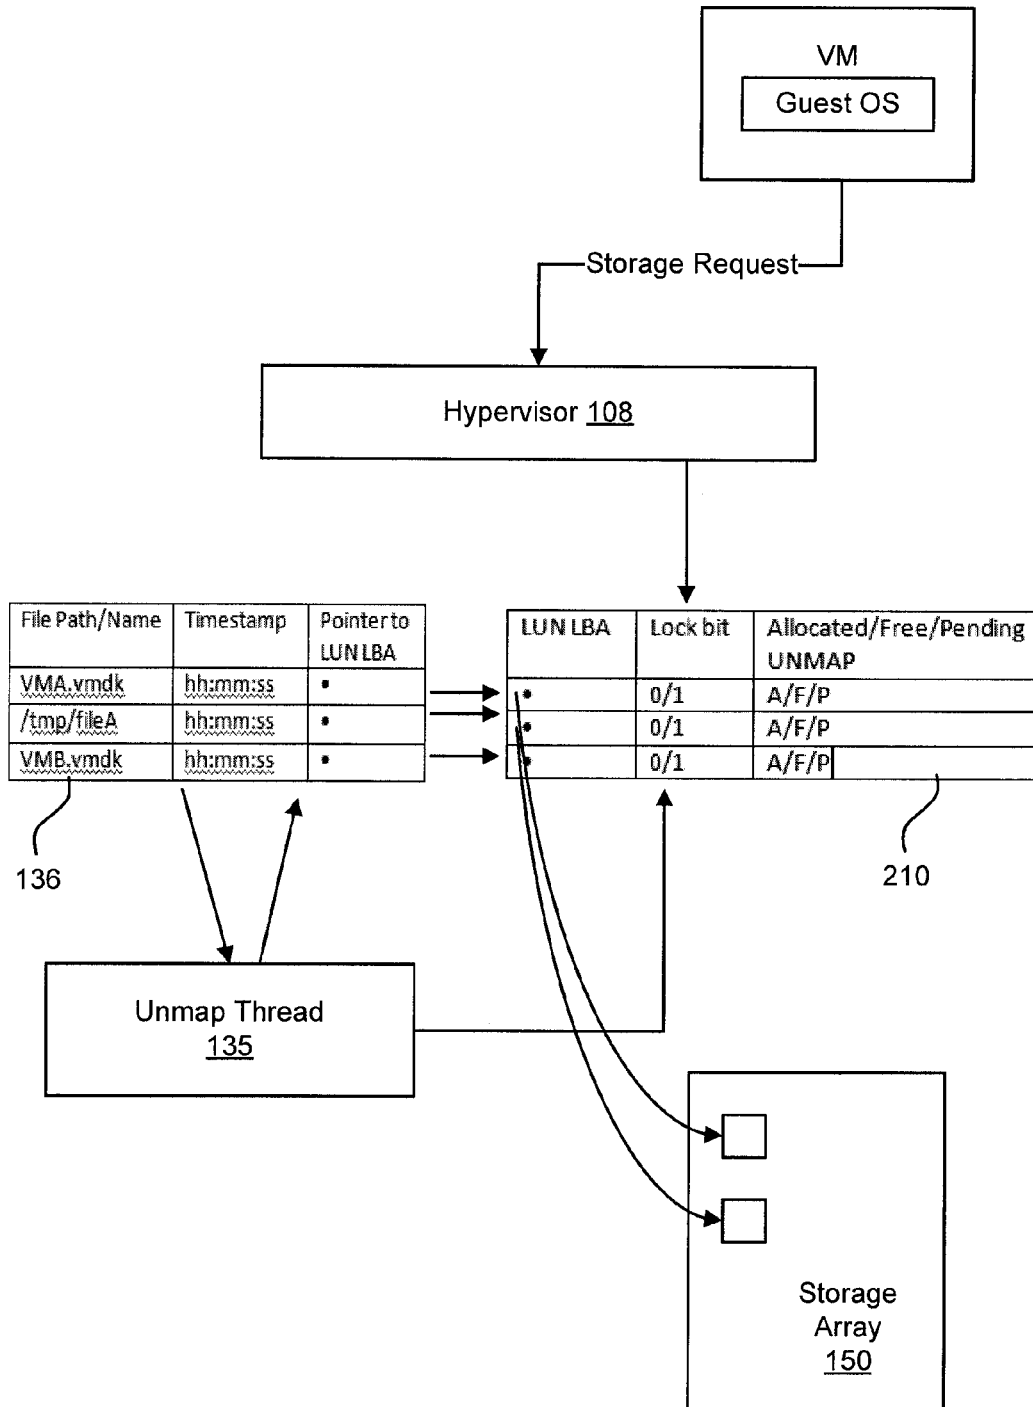 VM
Guest OS
Storage Request
Hypervisor 108
File Path/Name Timestamp Pointer to
LUN LBA
VMA.vmdk hh:mm:ss •
/tmp/fileA hh:mm:ss •
VMB.vmdk hh:mm:ss •
LUN LBA Lock bit Allocated/Free/Pending
UNMAP
• 0/1 A/F/P
• 0/1 A/F/P
• 0/1 A/F/P
136
210
Unmap Thread
135
Storage
Array
150